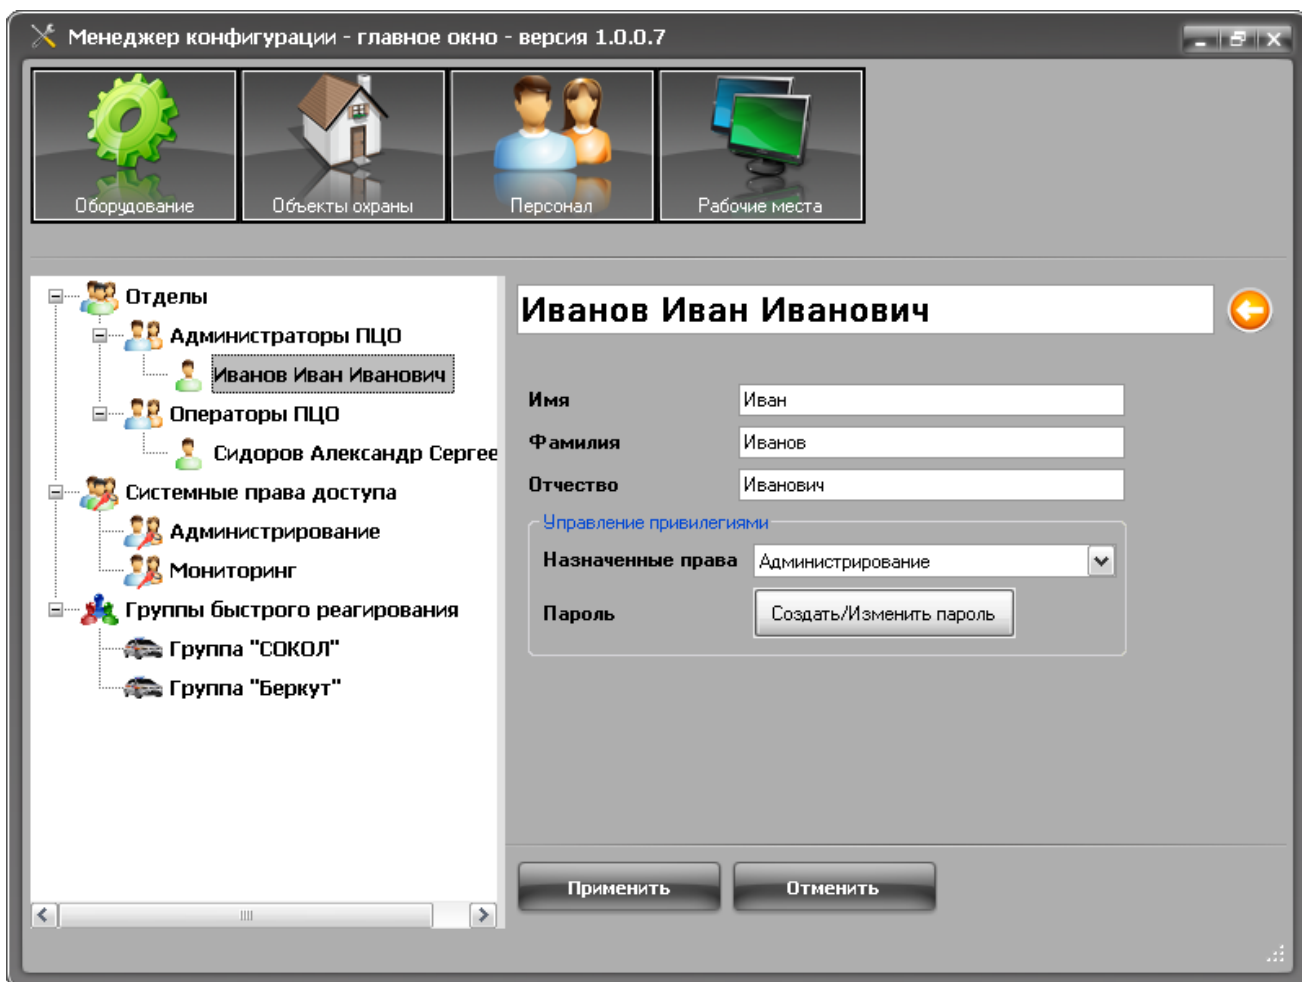 Менеджер конфигурации - главное окно - версия 1.0.0.7
Оборудование
Объекты охраны
Персонал
Рабочие места
Отделы
Администраторы ПЦО
Иванов Иван Иванович
Операторы ПЦО
Сидоров Александр Сергее
Системные права доступа
Администрирование
Мониторинг
Группы быстрого реагирования
Группа "СОКОЛ"
Группа "Беркут"
Иванов Иван Иванович
Имя Иван
Фамилия Иванов
Отчество Иванович
Управление привилегиями
Назначенные права Администрирование
Пароль Создать/Изменить пароль
Применить Отменить